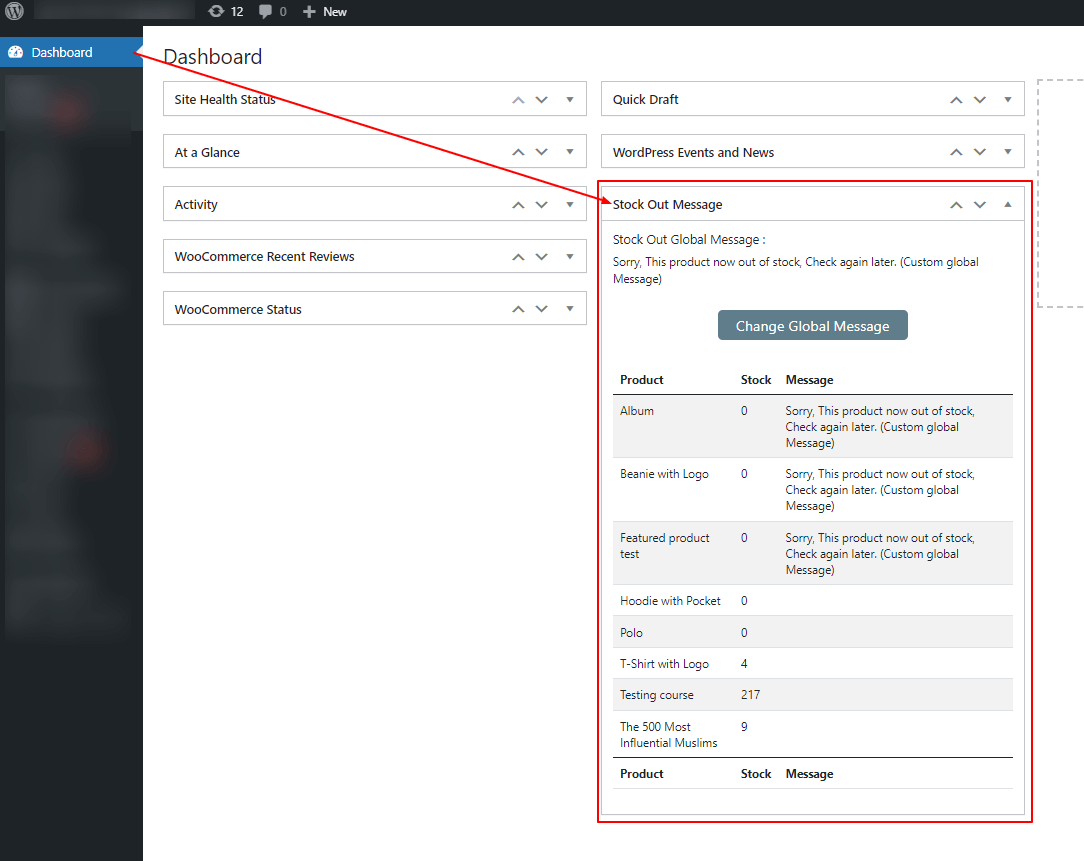 12 0 New
Dashboard
Dashboard
Site Health Status
At a Glance
Activity
WooCommerce Recent Reviews
WooCommerce Status
Quick Draft
WordPress Events and News
Stock Out Message
Stock Out Global Message :
Sorry, This product now out of stock, Check again later. (Custom global
Message)
Change Global Message
Product Stock Message
Album 0 Sorry, This product now out of stock,
Check again later. (Custom global
Message)
Beanie with Logo 0 Sorry, This product now out of stock,
Check again later. (Custom global
Message)
Featured product 0 Sorry, This product now out of stock,
test Check again later. (Custom global
Message)
Hoodie with Pocket 0
Polo 0
T-Shirt with Logo 4
Testing course 217
The 500 Most 9
Influential Muslims
Product Stock Message